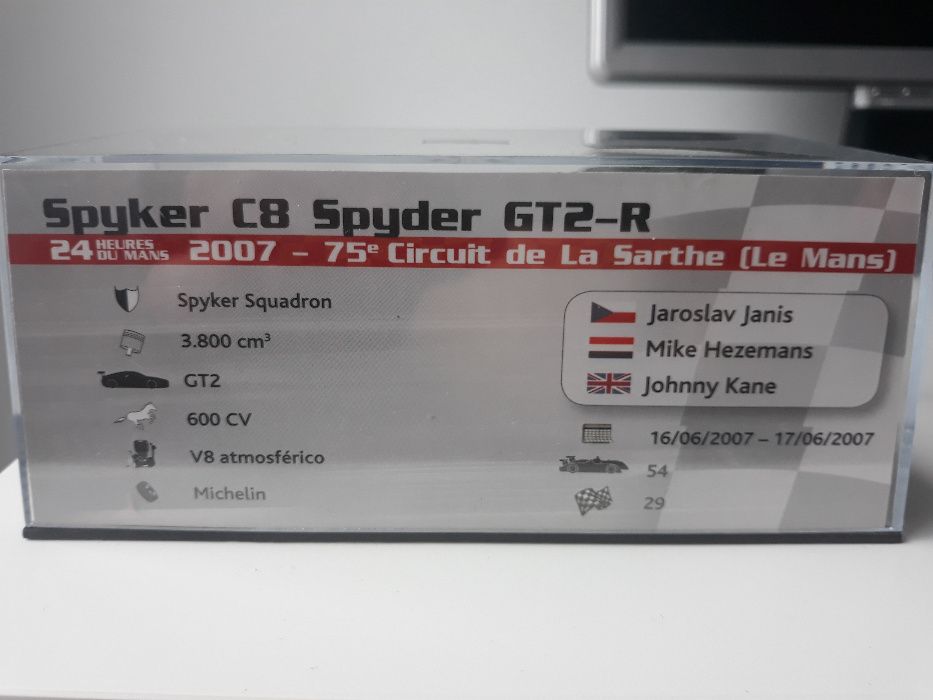 Spyker C8 Spyder GT2-R
24 HEURES DU MANS 2007 - 75e Circuit de La Sarthe (Le Mans)
Spyker Squadron
3.800 cm³
GT2
600 CV
V8 atmosférico
Michelin
Jaroslav Janis
Mike Hezemans
Johnny Kane
16/06/2007 – 17/06/2007
54
29